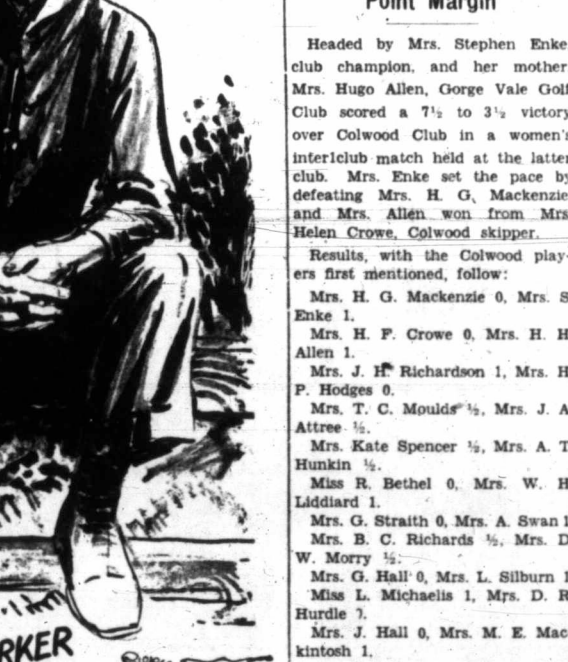 Point Margin
Headed by Mrs. Stephen Enke
club champion, and her mother
Mrs. Hugo Allen, Gorge Vale Golf
Club scored a 7½ to 3½ victory
over Colwood Club in a women's
inter1club match held at the latter
club. Mrs. Enke set the pace by
defeating Mrs. H. G. Mackenzie
and Mrs. Allen won from Mrs
Helen Crowe, Colwood skipper.
Results, with the Colwood play-
ers first mentioned, follow:
Mrs. H. G. Mackenzie 0, Mrs. S
Enke 1.
Mrs. H. F. Crowe 0, Mrs. H. H
Allen 1.
Mrs. J. H. Richardson 1, Mrs. H
P. Hodges 0.
Mrs. T. C. Moulds ½, Mrs. J. A
Attree ½.
Mrs. Kate Spencer ½, Mrs. A. T
Hunkin ½.
Miss R. Bethel 0, Mrs. W. H
Liddiard 1.
Mrs. G. Straith 0, Mrs. A. Swan 1
Mrs. B. C. Richards ½, Mrs. D
W. Morry ½.
Mrs. G. Hall 0, Mrs. L. Silburn 1
Miss L. Michaelis 1, Mrs. D. R
Hurdle
Mrs. J. Hall 0, Mrs. M. E. Mac
kintosh 1.
RKER